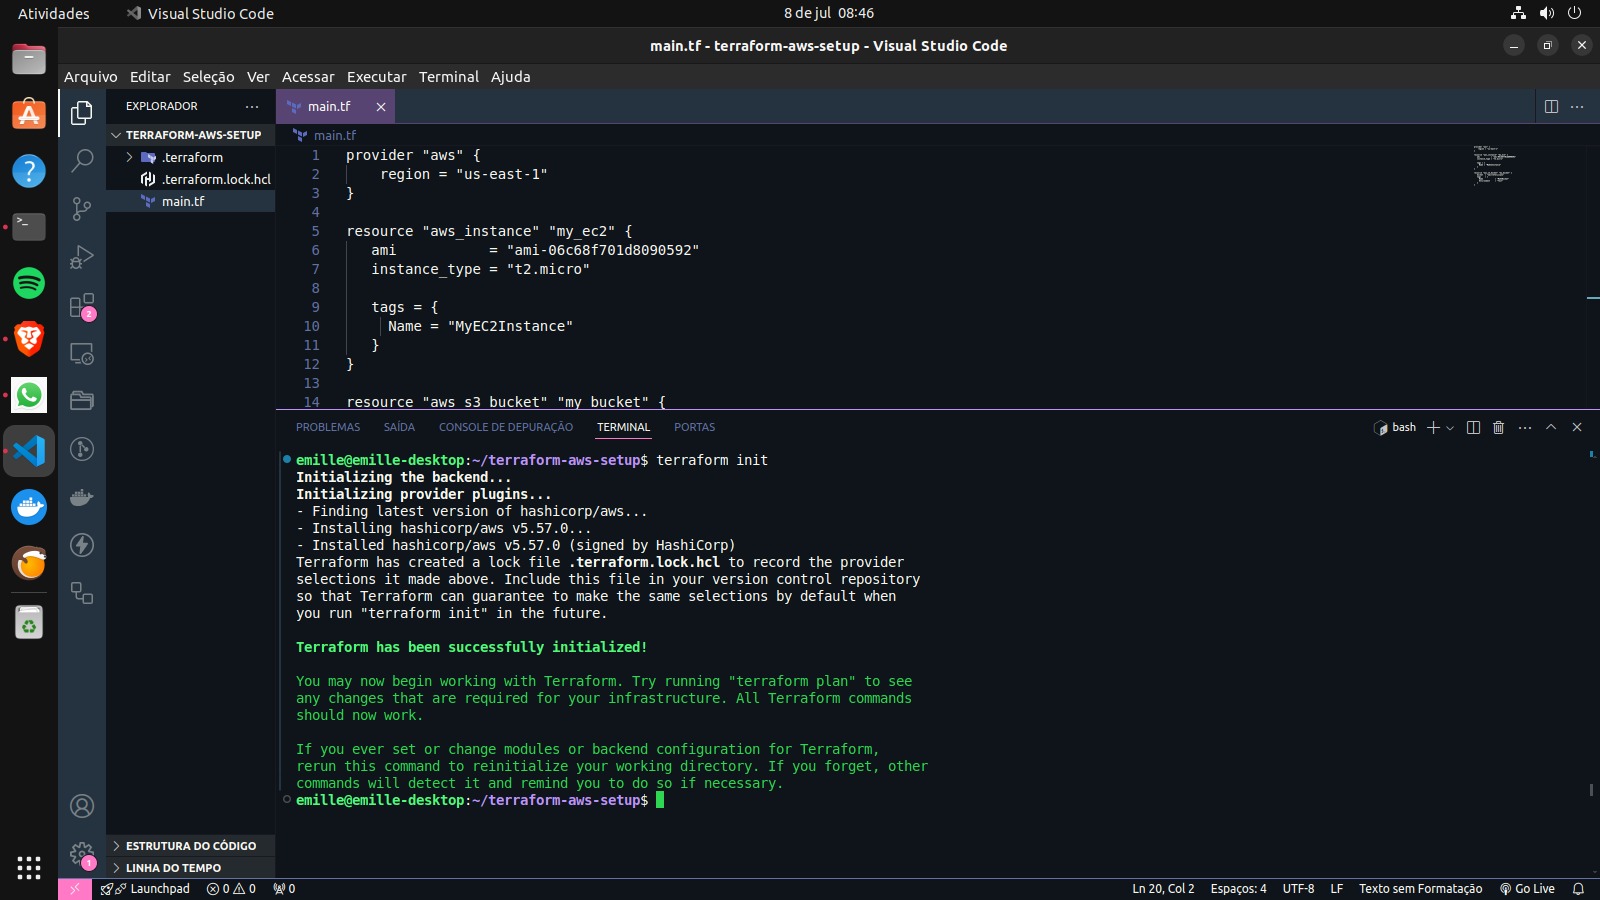 Atividades
Visual Studio Code
8 de jul 08:46
main.tf - terraform-aws-setup - Visual Studio Code
Arquivo Editar Seleção Ver Acessar Executar Terminal Ajuda
EXPLORADOR
TERRAFORM-AWS-SETUP
.terraform
.terraform.lock.hcl
main.tf
main.tf
main.tf
1 provider "aws" {
2 region = "us-east-1"
3 }
4
5 resource "aws_instance" "my_ec2" {
6 ami = "ami-06c68f701d8090592"
7 instance_type = "t2.micro"
8
9 tags = {
10 Name = "MyEC2Instance"
11 }
12 }
13
14 resource "aws_s3_bucket" "my_bucket" {
PROBLEMAS SAÍDA CONSOLE DE DEPURAÇÃO TERMINAL PORTAS
bash
emille@emille-desktop:~/terraform-aws-setup$ terraform init
Initializing the backend...
Initializing provider plugins...
- Finding latest version of hashicorp/aws...
- Installing hashicorp/aws v5.57.0...
- Installed hashicorp/aws v5.57.0 (signed by HashiCorp)
Terraform has created a lock file .terraform.lock.hcl to record the provider
selections it made above. Include this file in your version control repository
so that Terraform can guarantee to make the same selections by default when
you run "terraform init" in the future.
Terraform has been successfully initialized!
You may now begin working with Terraform. Try running "terraform plan" to see
any changes that are required for your infrastructure. All Terraform commands
should now work.
If you ever set or change modules or backend configuration for Terraform,
rerun this command to reinitialize your working directory. If you forget, other
commands will detect it and remind you to do so if necessary.
emille@emille-desktop:~/terraform-aws-setup$
2
1
ESTRUTURA DO CÓDIGO
LINHA DO TEMPO
Launchpad 0 0 0
Ln 20, Col 2 Espaços: 4 UTF-8 LF Texto sem Formatação Go Live